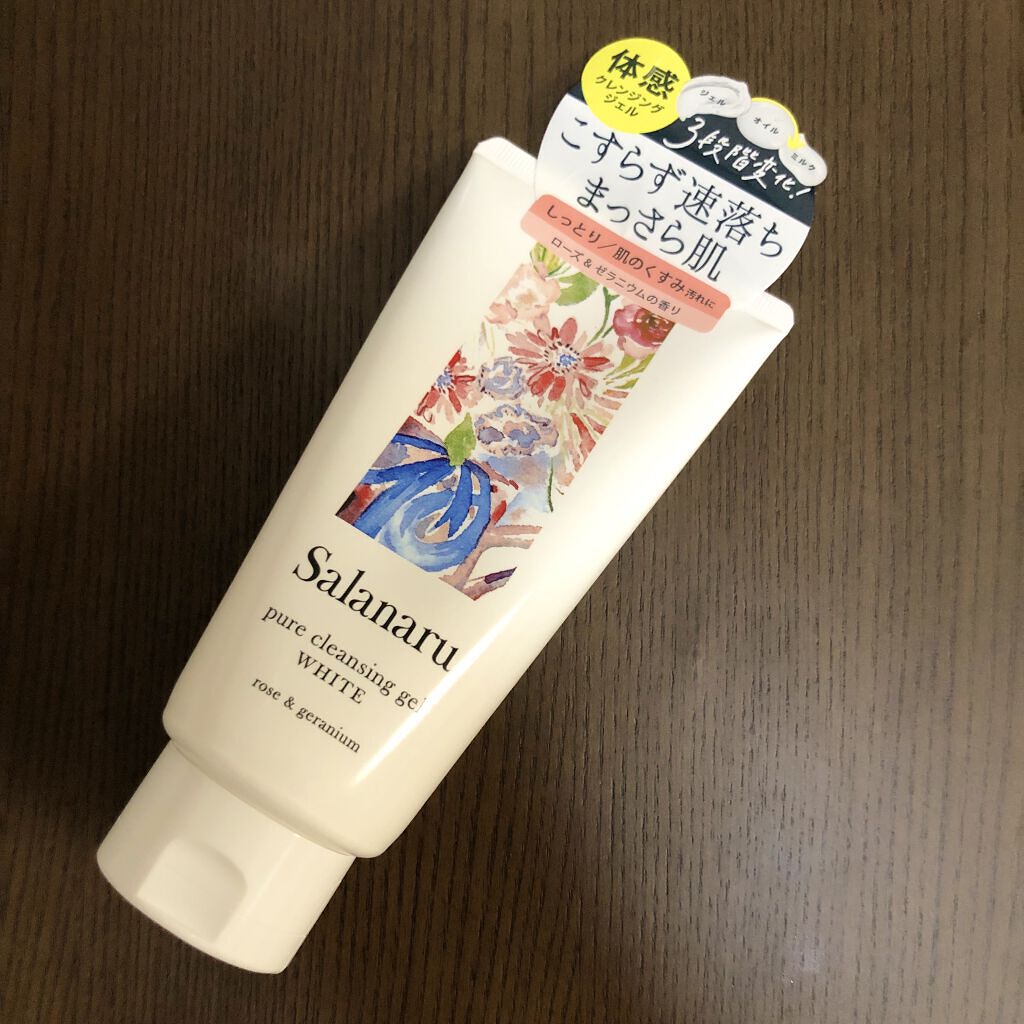 体感
クレンジング
ジェル
ジェル
オイル
ミルク
3段階変化!
こすらず速落ち
まっさら肌
しっとり/肌のくすみ汚れに
ローズ&ゼラニウムの香り
Salanaru
pure cleansing gel
WHITE
rose & geranium